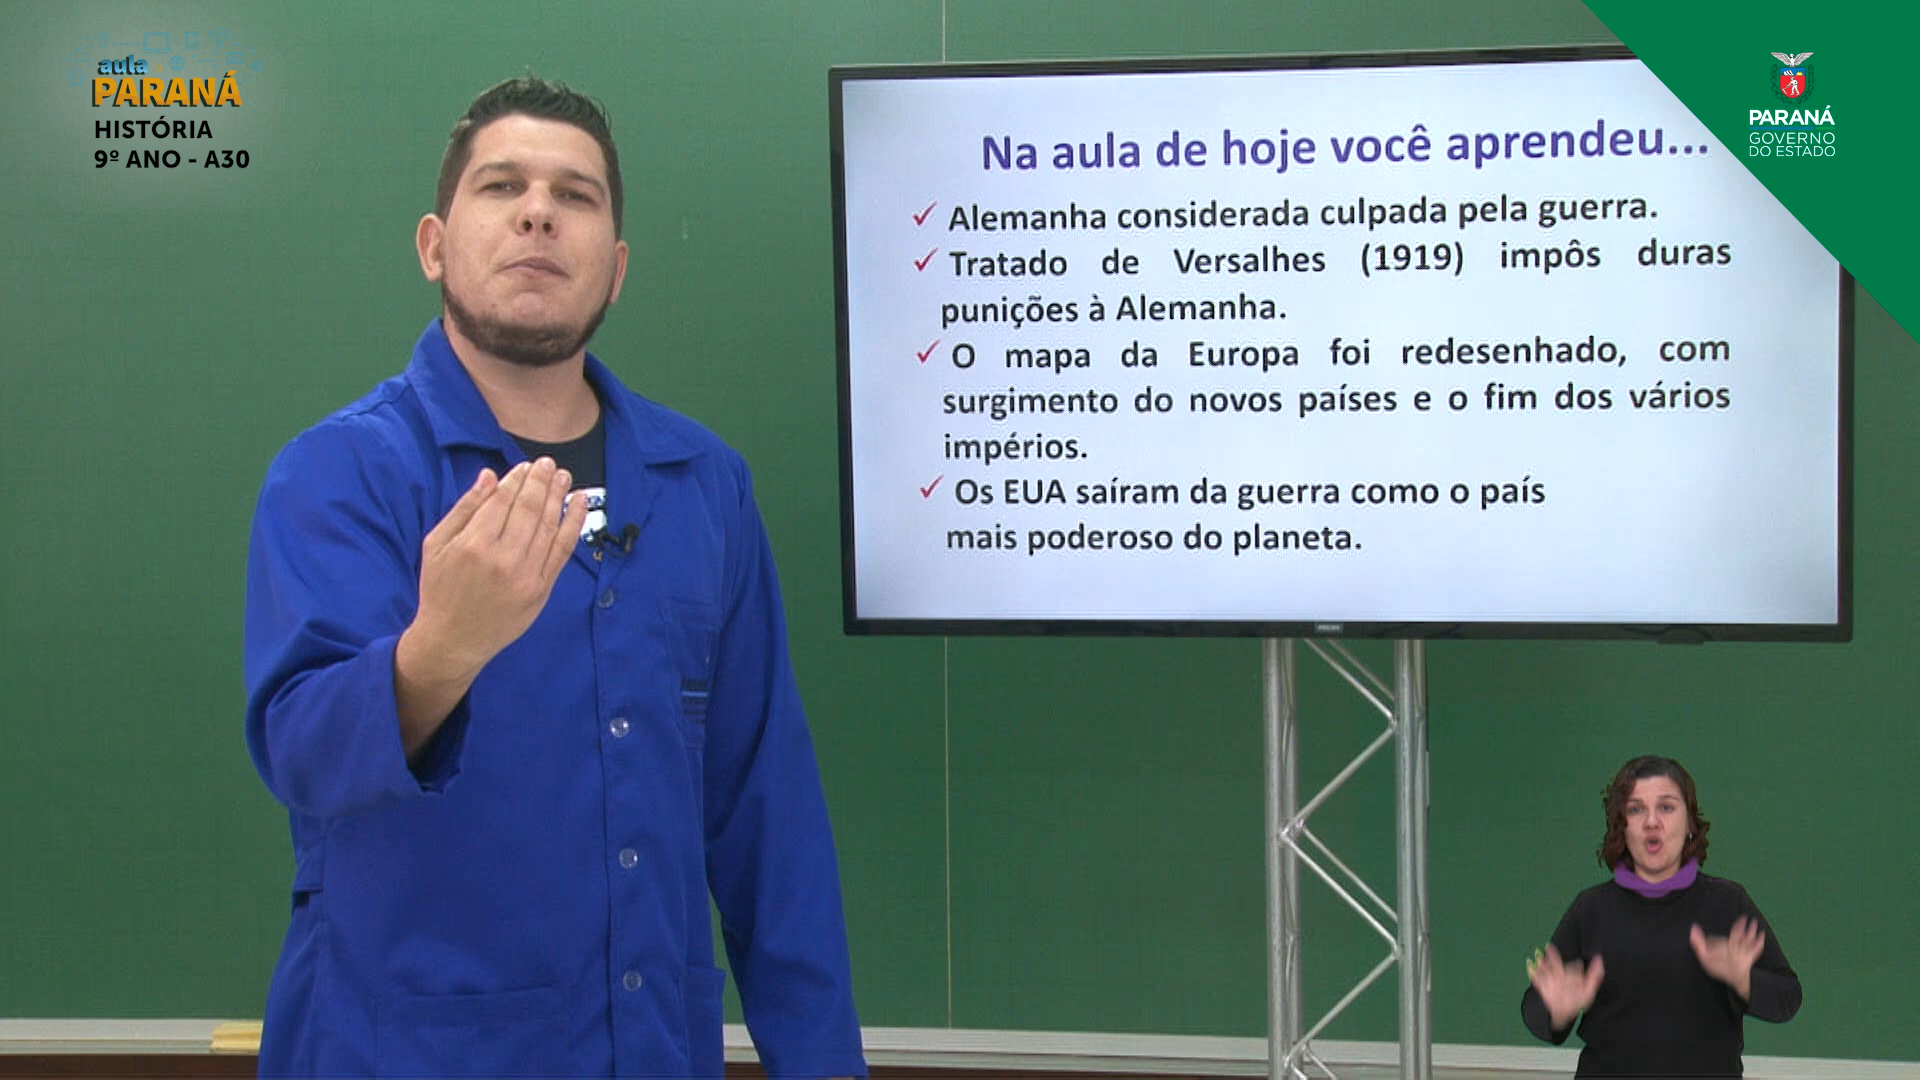 aula
PARANÁ
HISTÓRIA
9º ANO - A30
Na aula de hoje você aprendeu...
✓ Alemanha considerada culpada pela guerra.
✓ Tratado de Versalhes (1919) impôs duras
punições à Alemanha.
✓ O mapa da Europa foi redesenhado, com
surgimento do novos países e o fim dos vários
impérios.
✓ Os EUA saíram da guerra como o país
mais poderoso do planeta.
PARANÁ
GOVERNO
DO ESTADO